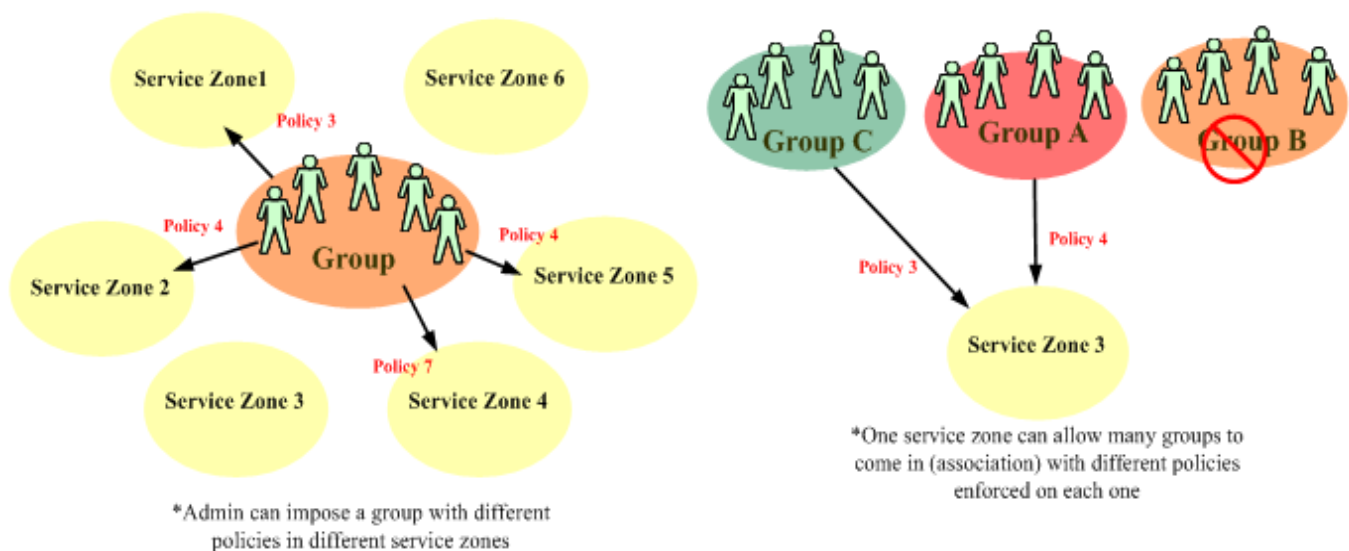 Service Zone1
Service Zone 6
Policy 3
Policy 4
Group
Policy 4
Service Zone 2
Service Zone 5
Policy 7
Service Zone 3
Service Zone 4
*Admin can impose a group with different
policies in different service zones
Group C
Group A
Group B
Policy 3
Policy 4
Service Zone 3
*One service zone can allow many groups to
come in (association) with different policies
enforced on each one